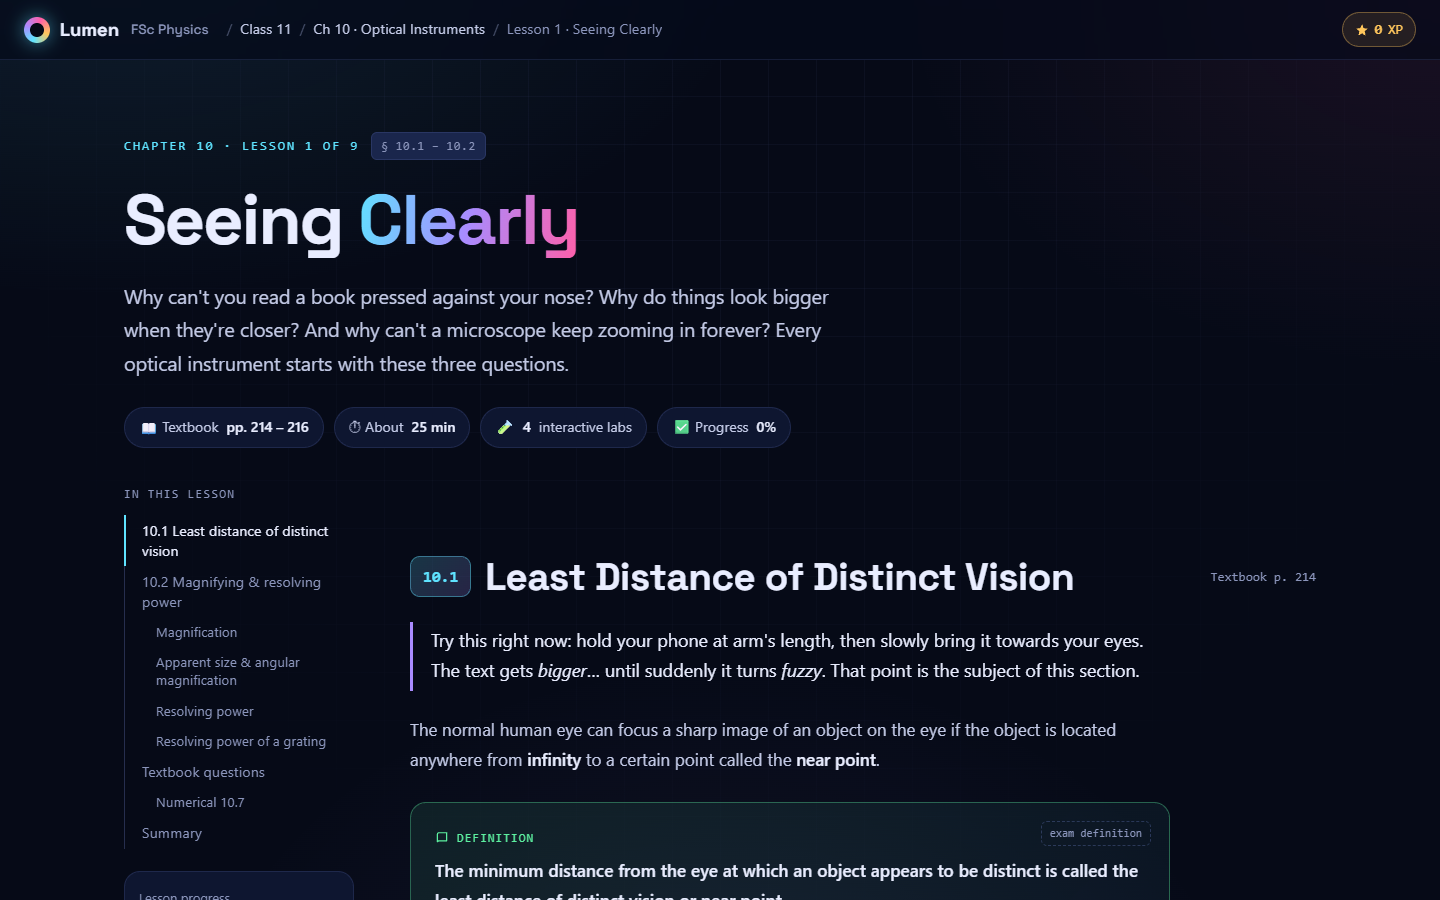 Lumen FSc Physics / Class 11 / Ch 10 · Optical Instruments / Lesson 1 · Seeing Clearly
★ 0 XP
CHAPTER 10 · LESSON 1 OF 9 § 10.1 – 10.2
Seeing Clearly
Why can't you read a book pressed against your nose? Why do things look bigger
when they're closer? And why can't a microscope keep zooming in forever? Every
optical instrument starts with these three questions.
Textbook pp. 214 – 216
About 25 min
4 interactive labs
Progress 0%
IN THIS LESSON
10.1 Least distance of distinct
vision
10.2 Magnifying & resolving
power
Magnification
Apparent size & angular
magnification
Resolving power
Resolving power of a grating
Textbook questions
Numerical 10.7
Summary
Lesson progress
10.1 Least Distance of Distinct Vision
Textbook p. 214
Try this right now: hold your phone at arm's length, then slowly bring it towards your eyes.
The text gets bigger... until suddenly it turns fuzzy. That point is the subject of this section.
The normal human eye can focus a sharp image of an object on the eye if the object is located
anywhere from infinity to a certain point called the near point.
DEFINITION
exam definition
The minimum distance from the eye at which an object appears to be distinct is called the
least distance of distinct vision or near point.